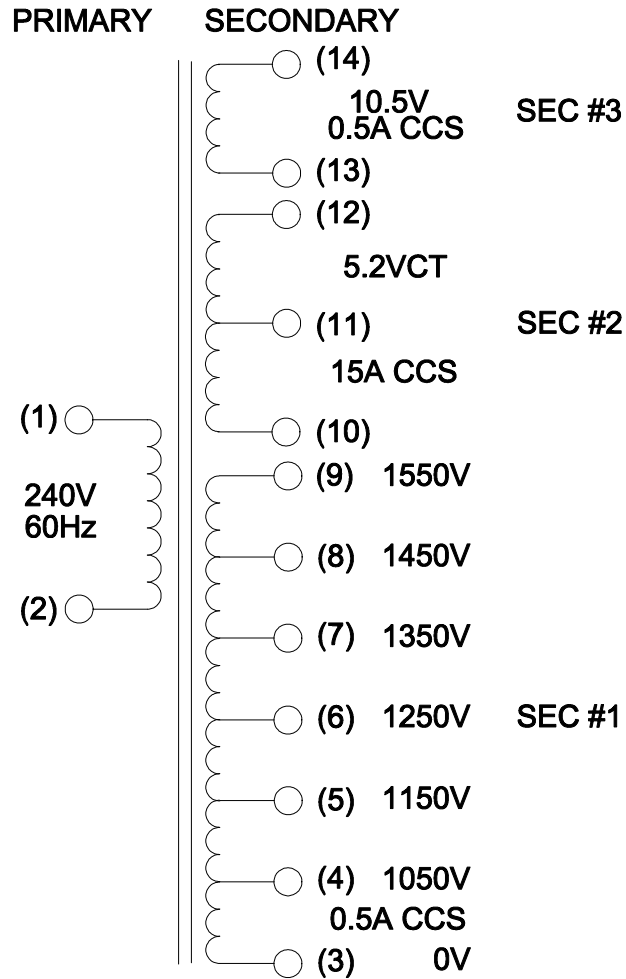 PRIMARY SECONDARY
(14)
10.5V
0.5A CCS
SEC #3
(13)
(12)
5.2VCT
(11)
SEC #2
15A CCS
(10)
(1)
240V
60Hz
(2)
(9) 1550V
(8) 1450V
(7) 1350V
(6) 1250V SEC #1
(5) 1150V
(4) 1050V
0.5A CCS
(3) 0V